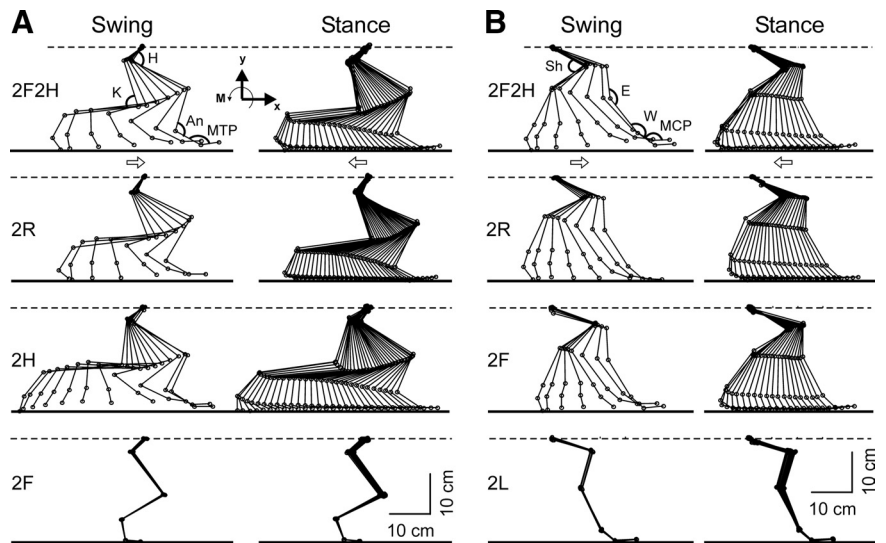 A Swing Stance
2F2H H K An MTP y M x
2R
2H
2F 10 cm 10 cm
B Swing Stance
2F2H Sh E W MCP
2R
2F
2L 10 cm 10 cm